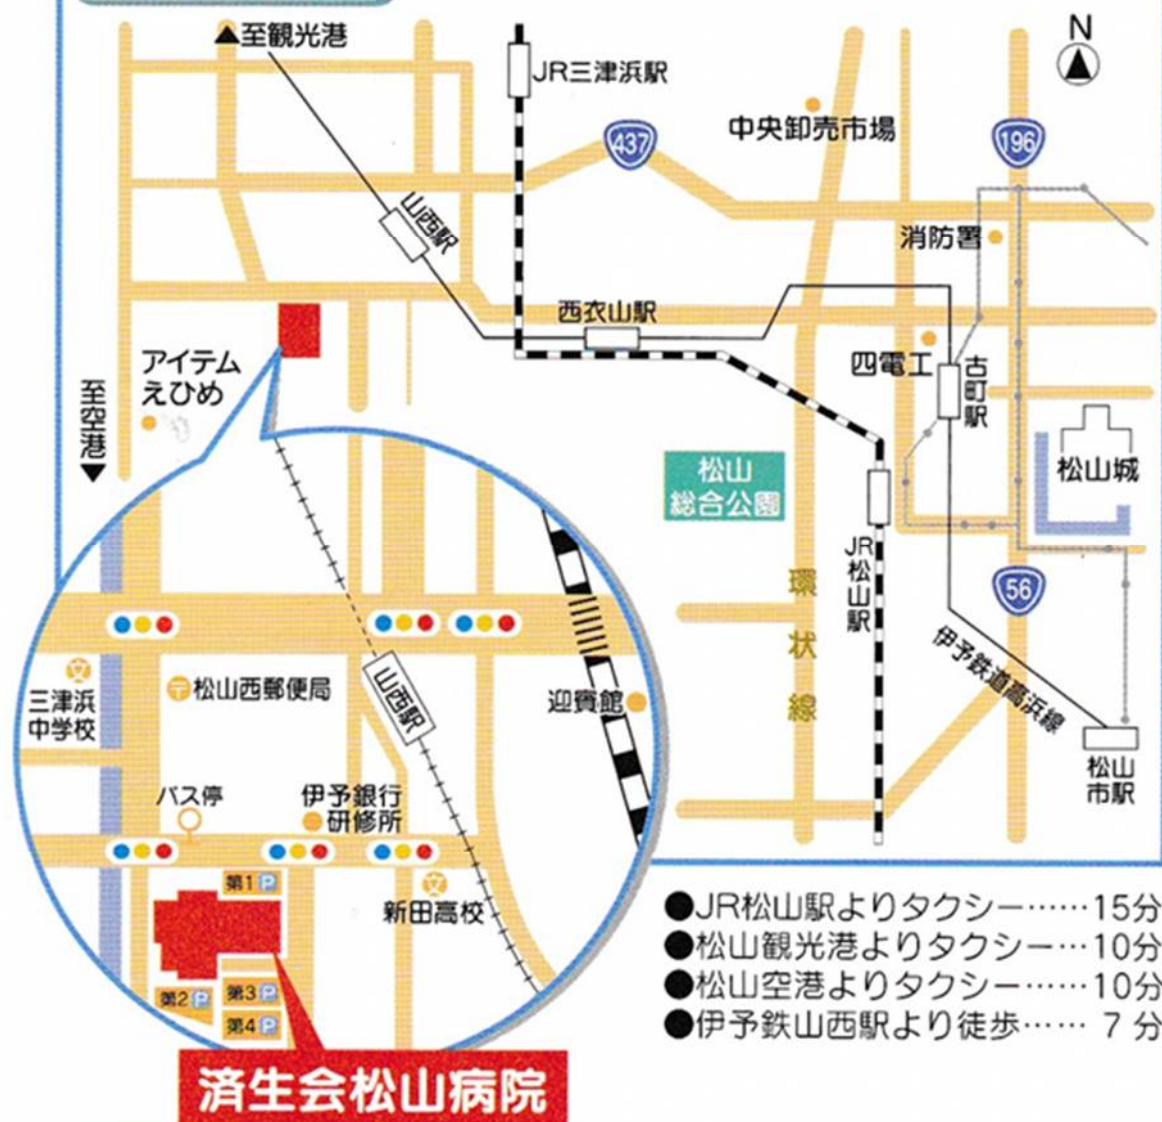 ▲至観光港
JR三津浜駅
N
437
中央卸売市場
196
山西駅
消防署
西衣山駅
アイテム
えひめ
四電工
古町駅
至空港▼
松山城
松山
総合公園
JR松山駅
環状線
56
伊予鉄道高浜線
松山
市駅
文
三津浜
中学校
〒松山西郵便局
山西駅
迎賓館
バス停
伊予銀行
研修所
第1 P
文
新田高校
第2 P
第3 P
第4 P
済生会松山病院
●JR松山駅よりタクシー……15分
●松山観光港よりタクシー…10分
●松山空港よりタクシー……10分
●伊予鉄山西駅より徒歩…… 7分